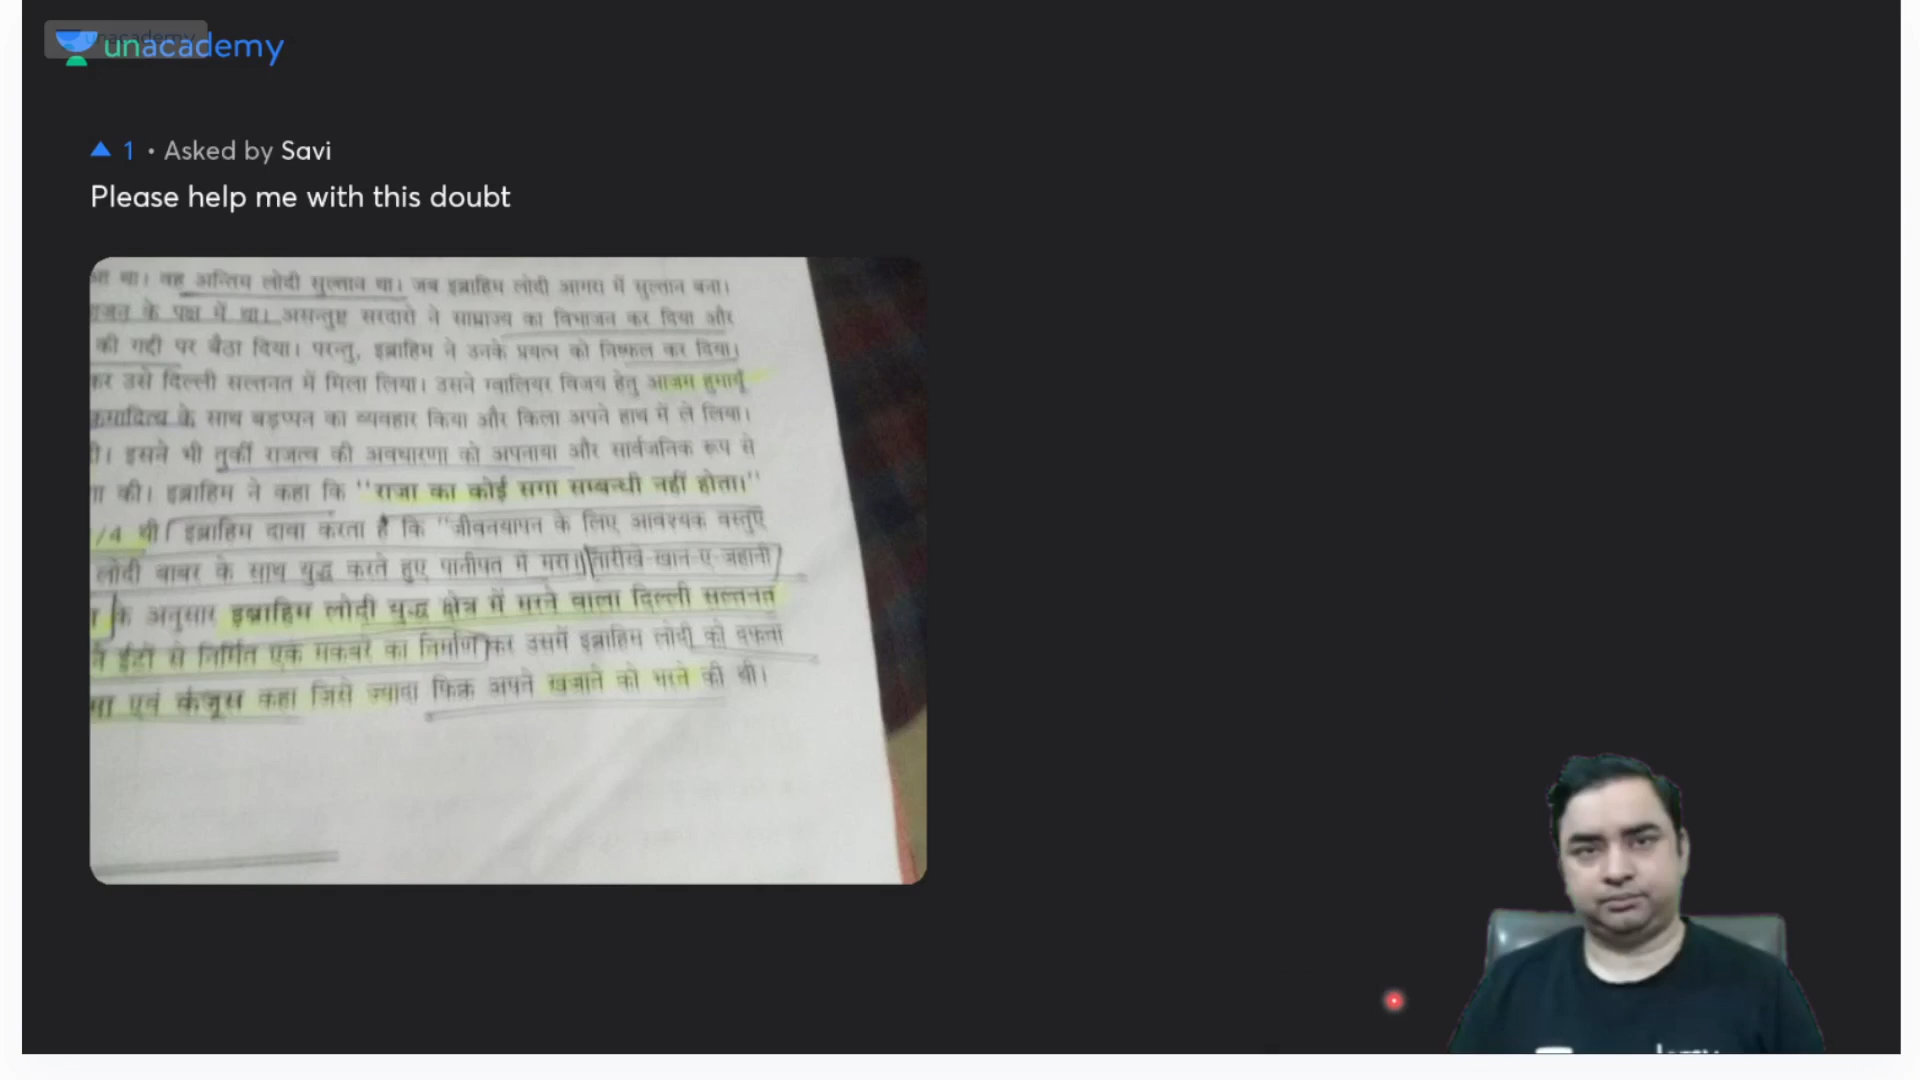 unacademy
1 • Asked by Savi
Please help me with this doubt
था। वह अन्तिम लोदी सुल्तान था। जब इब्राहिम लोदी आगरा में सुल्तान बना।
के पक्ष में था। असन्तुष्ट सरदारों ने साम्राज्य का विभाजन कर दिया और
की गद्दी पर बैठा दिया। परन्तु, इब्राहिम ने उनके प्रयत्न को निष्फल कर दिया।
कर उसे दिल्ली सल्तनत में मिला लिया। उसने ग्वालियर विजय हेतु आजम हुमायूँ
के साथ बड़प्पन का व्यवहार किया और किला अपने हाथ में ले लिया।
इसने भी तुर्की राजत्व की अवधारणा को अपनाया और सार्वजनिक रूप से
की। इब्राहिम ने कहा कि "राजा का कोई सगा सम्बन्धी नहीं होता।"
/4 थी। इब्राहिम दावा करता है कि "जीवनयापन के लिए आवश्यक वस्तुएँ
लोदी बाबर के साथ युद्ध करते हुए पानीपत में मरा। तारीखे-खान-ए-जहानी
के अनुसार इब्राहिम लोदी युद्ध क्षेत्र में मरने वाला दिल्ली सल्तनत
ने ईंटों से निर्मित एक मकबरे का निर्माण कर उसमें इब्राहिम लोदी को दफना
एवं कंजूस कहा जिसे ज्यादा फिक्र अपने खजाने को भरने की थी।